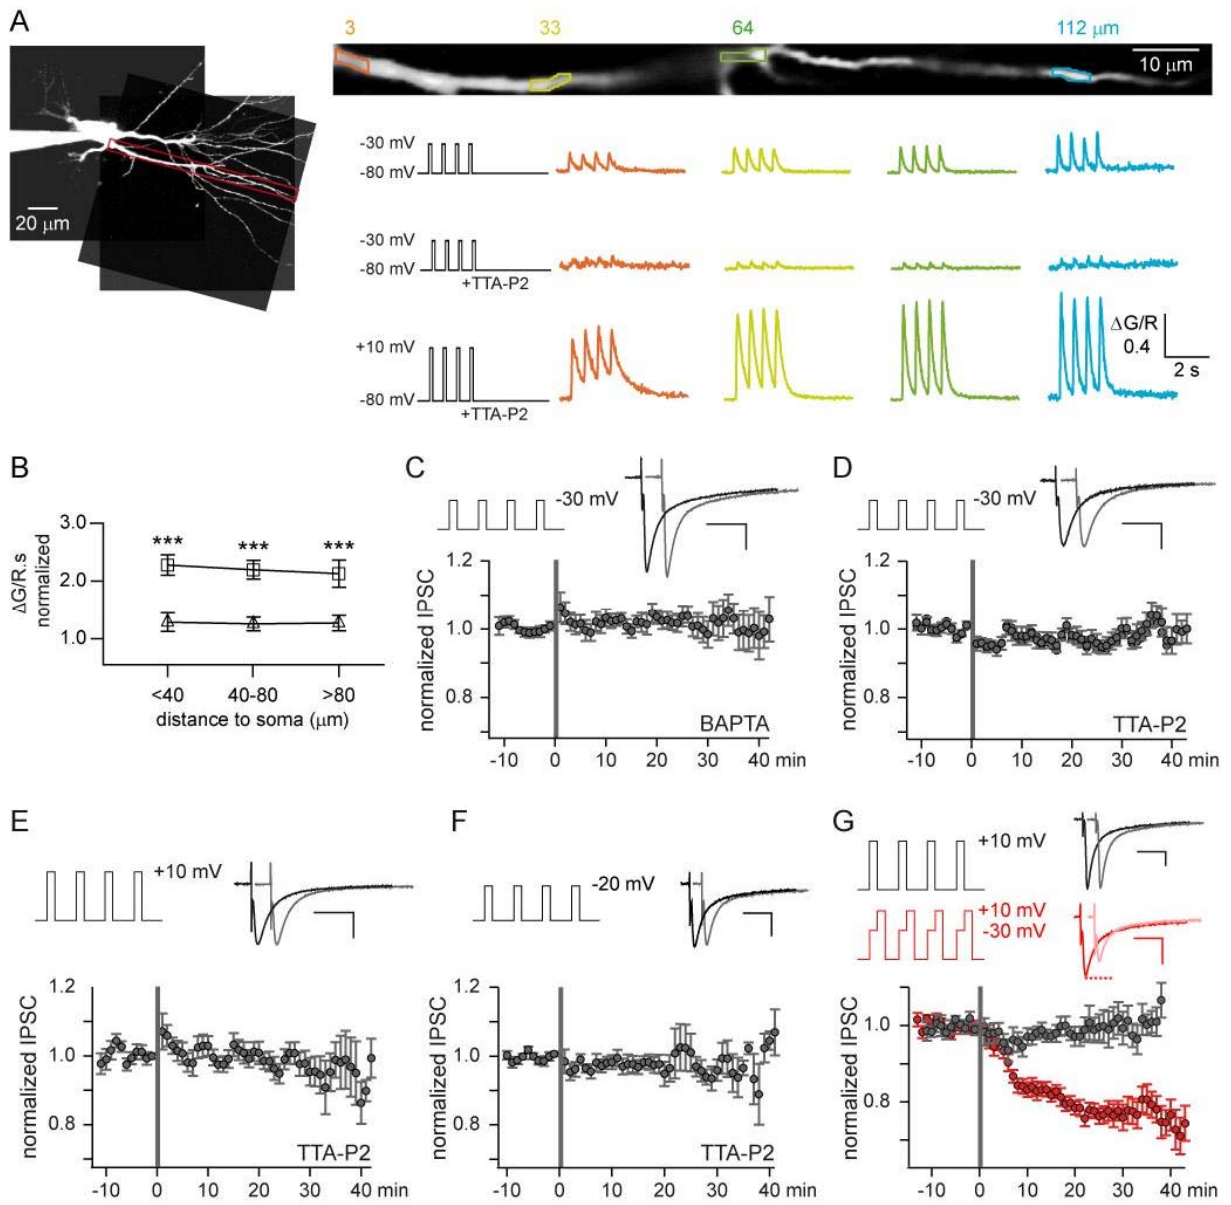 A
3 33 64 112 μm
10 μm
20 μm
-30 mV
-80 mV
-30 mV
-80 mV
+TTA-P2
+10 mV
-80 mV
+TTA-P2
ΔG/R
0.4
2 s
B
ΔG/R.s
normalized
3.0
2.0
1.0
*** *** ***
<40 40-80 >80
distance to soma (μm)
C
-30 mV
normalized IPSC
1.2
1.0
0.8
BAPTA
-10 0 10 20 30 40 min
D
-30 mV
normalized IPSC
1.2
1.0
0.8
TTA-P2
-10 0 10 20 30 40 min
E
+10 mV
normalized IPSC
1.2
1.0
0.8
TTA-P2
-10 0 10 20 30 40 min
F
-20 mV
normalized IPSC
1.2
1.0
0.8
TTA-P2
-10 0 10 20 30 40 min
G
+10 mV
+10 mV
-30 mV
normalized IPSC
1.0
0.8
-10 0 10 20 30 40 min